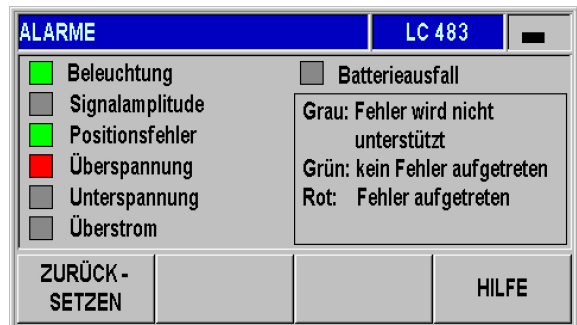 ALARME
LC 483
Beleuchtung
Signalamplitude
Positionsfehler
Überspannung
Unterspannung
Überstrom
Batterieausfall
Grau: Fehler wird nicht
unterstützt
Grün: kein Fehler aufgetreten
Rot: Fehler aufgetreten
ZURÜCK -
SETZEN
HILFE